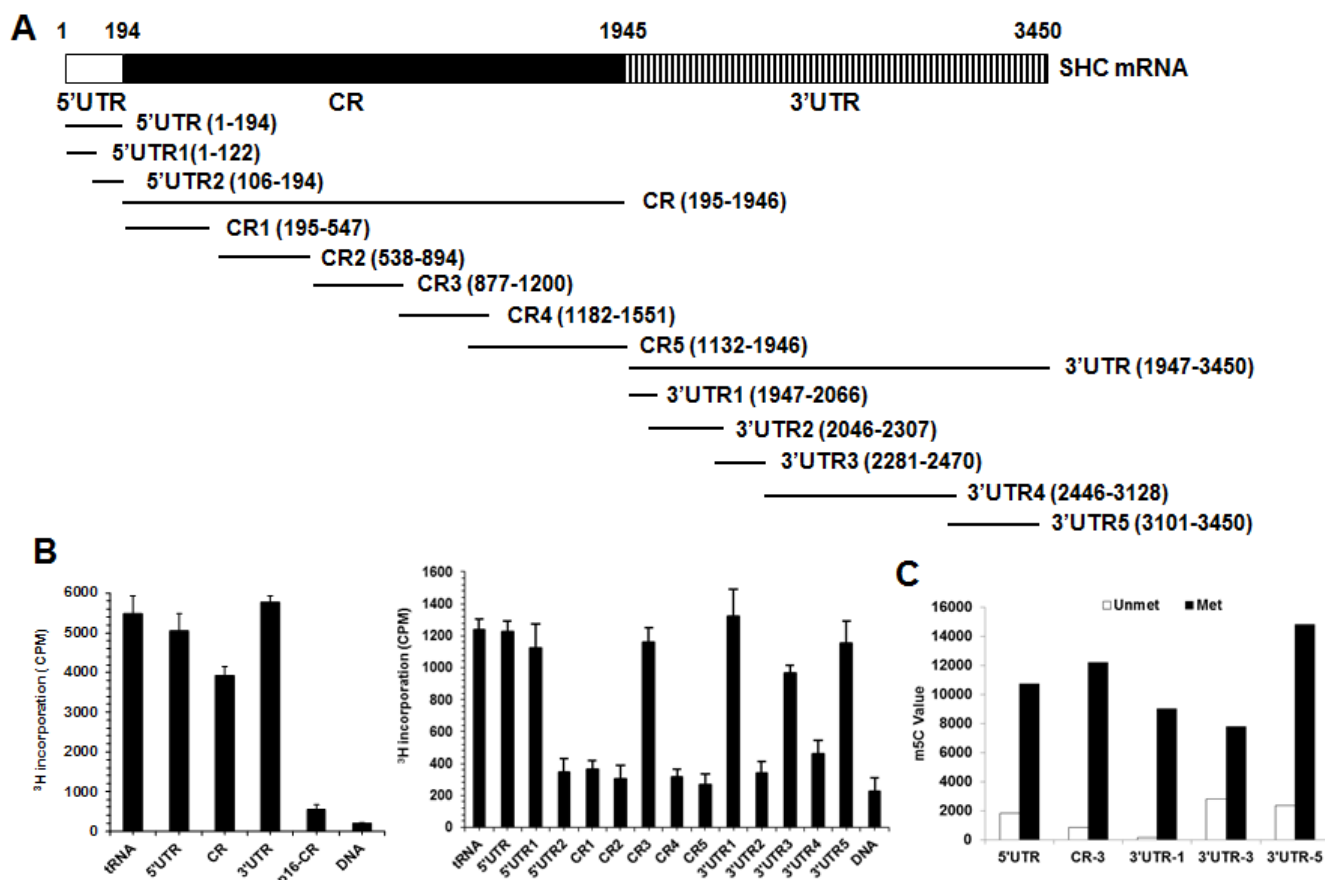 A
1 194 1945 3450
SHC mRNA
5'UTR CR 3'UTR
5'UTR (1-194)
5'UTR1(1-122)
5'UTR2 (106-194)
CR (195-1946)
CR1 (195-547)
CR2 (538-894)
CR3 (877-1200)
CR4 (1182-1551)
CR5 (1132-1946)
3'UTR (1947-3450)
3'UTR1 (1947-2066)
3'UTR2 (2046-2307)
3'UTR3 (2281-2470)
3'UTR4 (2446-3128)
3'UTR5 (3101-3450)
B
³H incorporation ( CPM)
6000
5000
4000
3000
2000
1000
0
tRNA 5'UTR CR 3'UTR p16-CR DNA
³H incorporation (CPM)
1600
1400
1200
1000
800
600
400
200
0
tRNA 5'UTR 5'UTR1 5'UTR2 CR1 CR2 CR3 CR4 CR5 3'UTR1 3'UTR2 3'UTR3 3'UTR4 3'UTR5 DNA
C
Unmet Met
m5C Value
16000
14000
12000
10000
8000
6000
4000
2000
0
5'UTR CR-3 3'UTR-1 3'UTR-3 3'UTR-5